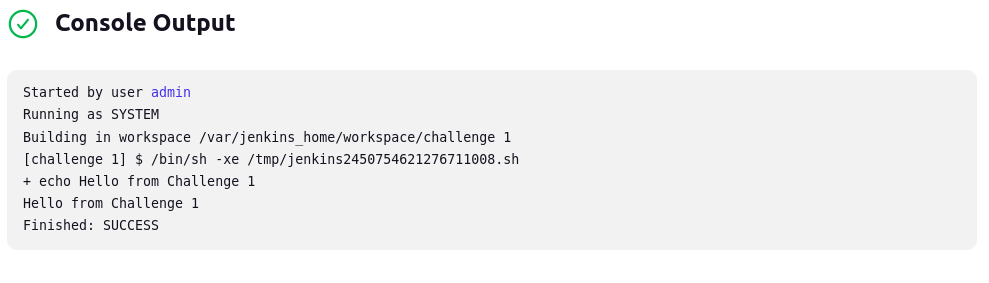 Console Output
Started by user admin
Running as SYSTEM
Building in workspace /var/jenkins_home/workspace/challenge 1
[challenge 1] $ /bin/sh -xe /tmp/jenkins2450754621276711008.sh
+ echo Hello from Challenge 1
Hello from Challenge 1
Finished: SUCCESS